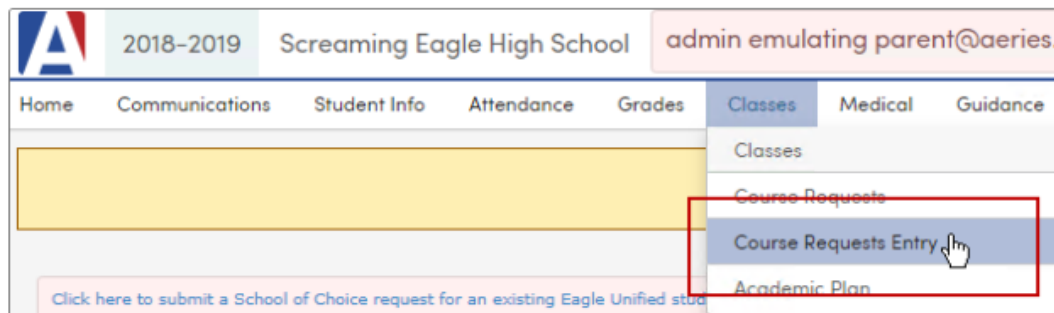 2018-2019 Screaming Eagle High School admin emulating parent@aeries.
Home Communications Student Info Attendance Grades Classes Medical Guidance
Classes
Course Requests
Course Requests Entry
Click here to submit a School of Choice request for an existing Eagle Unified stud
Academic Plan